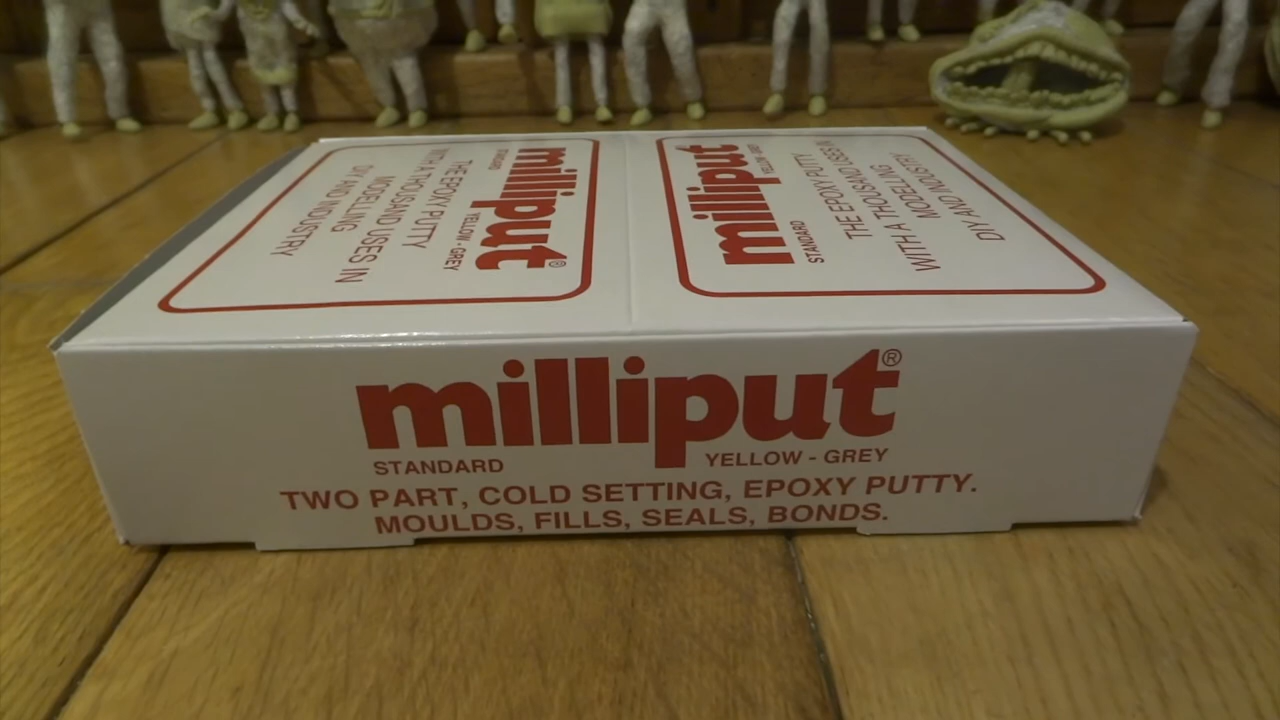 milliput®
STANDARD YELLOW - GREY
THE EPOXY PUTTY
WITH A THOUSAND USES IN
MODELING
DIY AND INDUSTRY
milliput
STANDARD YELLOW - GREY
THE EPOXY PUTTY
WITH A THOUSAND USES IN
MODELING
DIY AND INDUSTRY
milliput®
STANDARD YELLOW - GREY
TWO PART, COLD SETTING, EPOXY PUTTY.
MOULDS, FILLS, SEALS, BONDS.